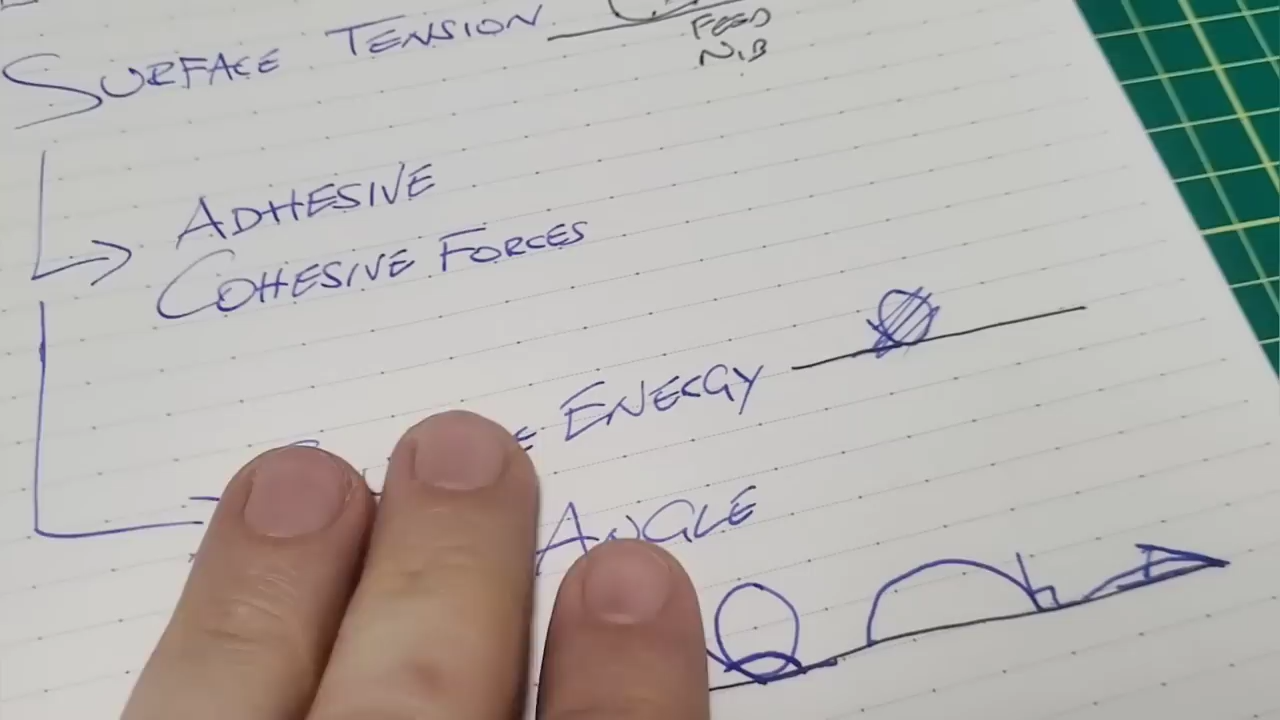 SURFACE TENSION
FEED
NIB
ADHESIVE
COHESIVE FORCES
ENERGY
ANGLE